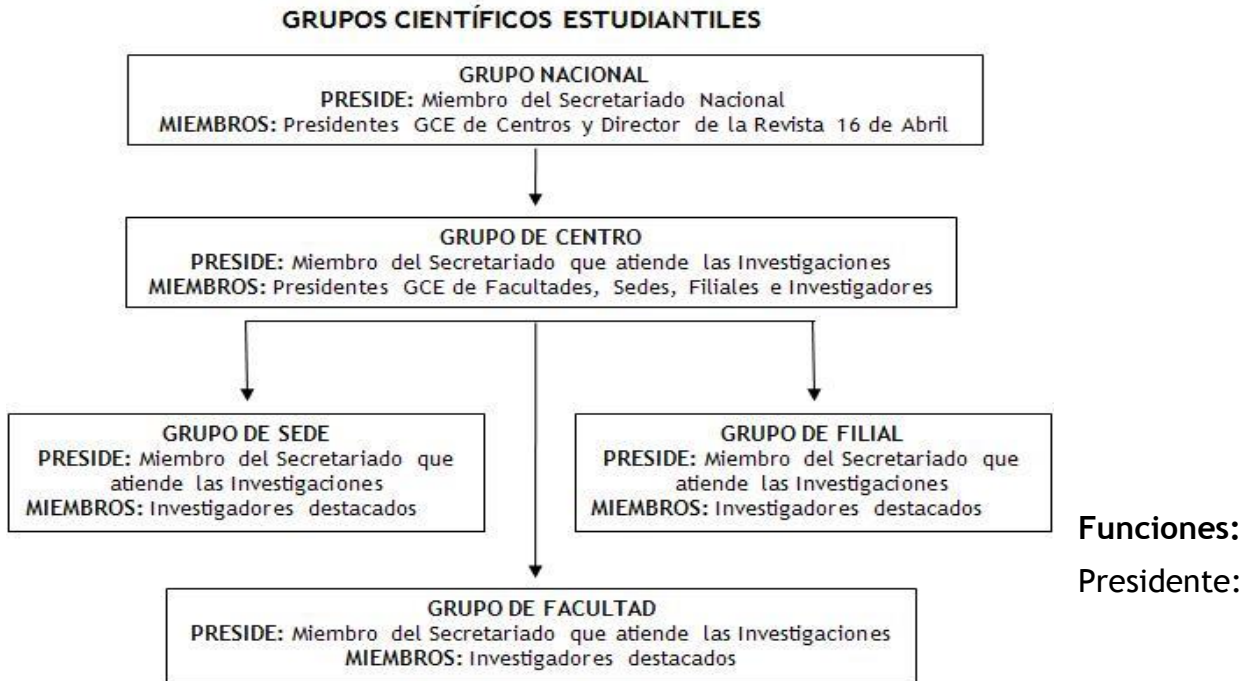 GRUPOS CIENTÍFICOS ESTUDIANTILES
GRUPO NACIONAL
PRESIDE: Miembro del Secretariado Nacional
MIEMBROS: Presidentes GCE de Centros y Director de la Revista 16 de Abril
GRUPO DE CENTRO
PRESIDE: Miembro del Secretariado que atiende las Investigaciones
MIEMBROS: Presidentes GCE de Facultades, Sedes, Filiales e Investigadores
GRUPO DE SEDE
PRESIDE: Miembro del Secretariado que
atiende las Investigaciones
MIEMBROS: Investigadores destacados
GRUPO DE FILIAL
PRESIDE: Miembro del Secretariado que
atiende las Investigaciones
MIEMBROS: Investigadores destacados
Funciones:
Presidente:
GRUPO DE FACULTAD
PRESIDE: Miembro del Secretariado que atiende las Investigaciones
MIEMBROS: Investigadores destacados